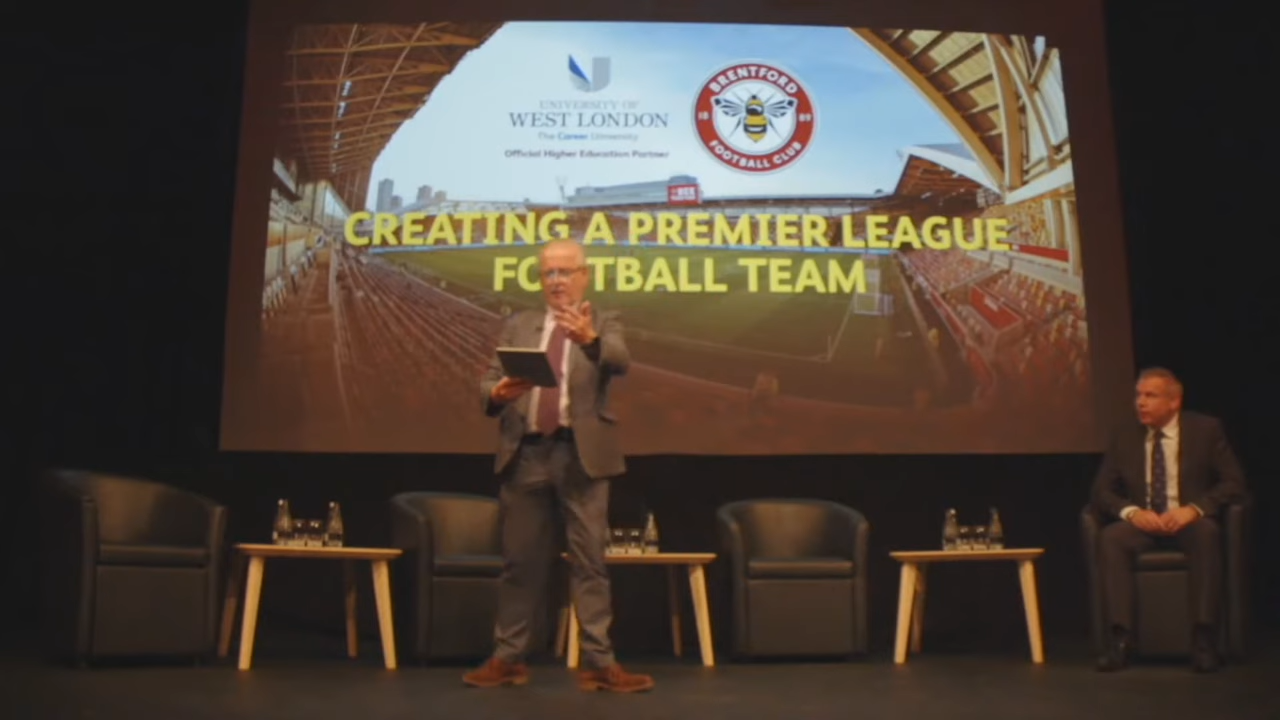 UNIVERSITY OF
WEST LONDON
The Career University
Official Higher Education Partner
BRENTFORD
18 89
FOOTBALL CLUB
CREATING A PREMIER LEAGUE
FOOTBALL TEAM